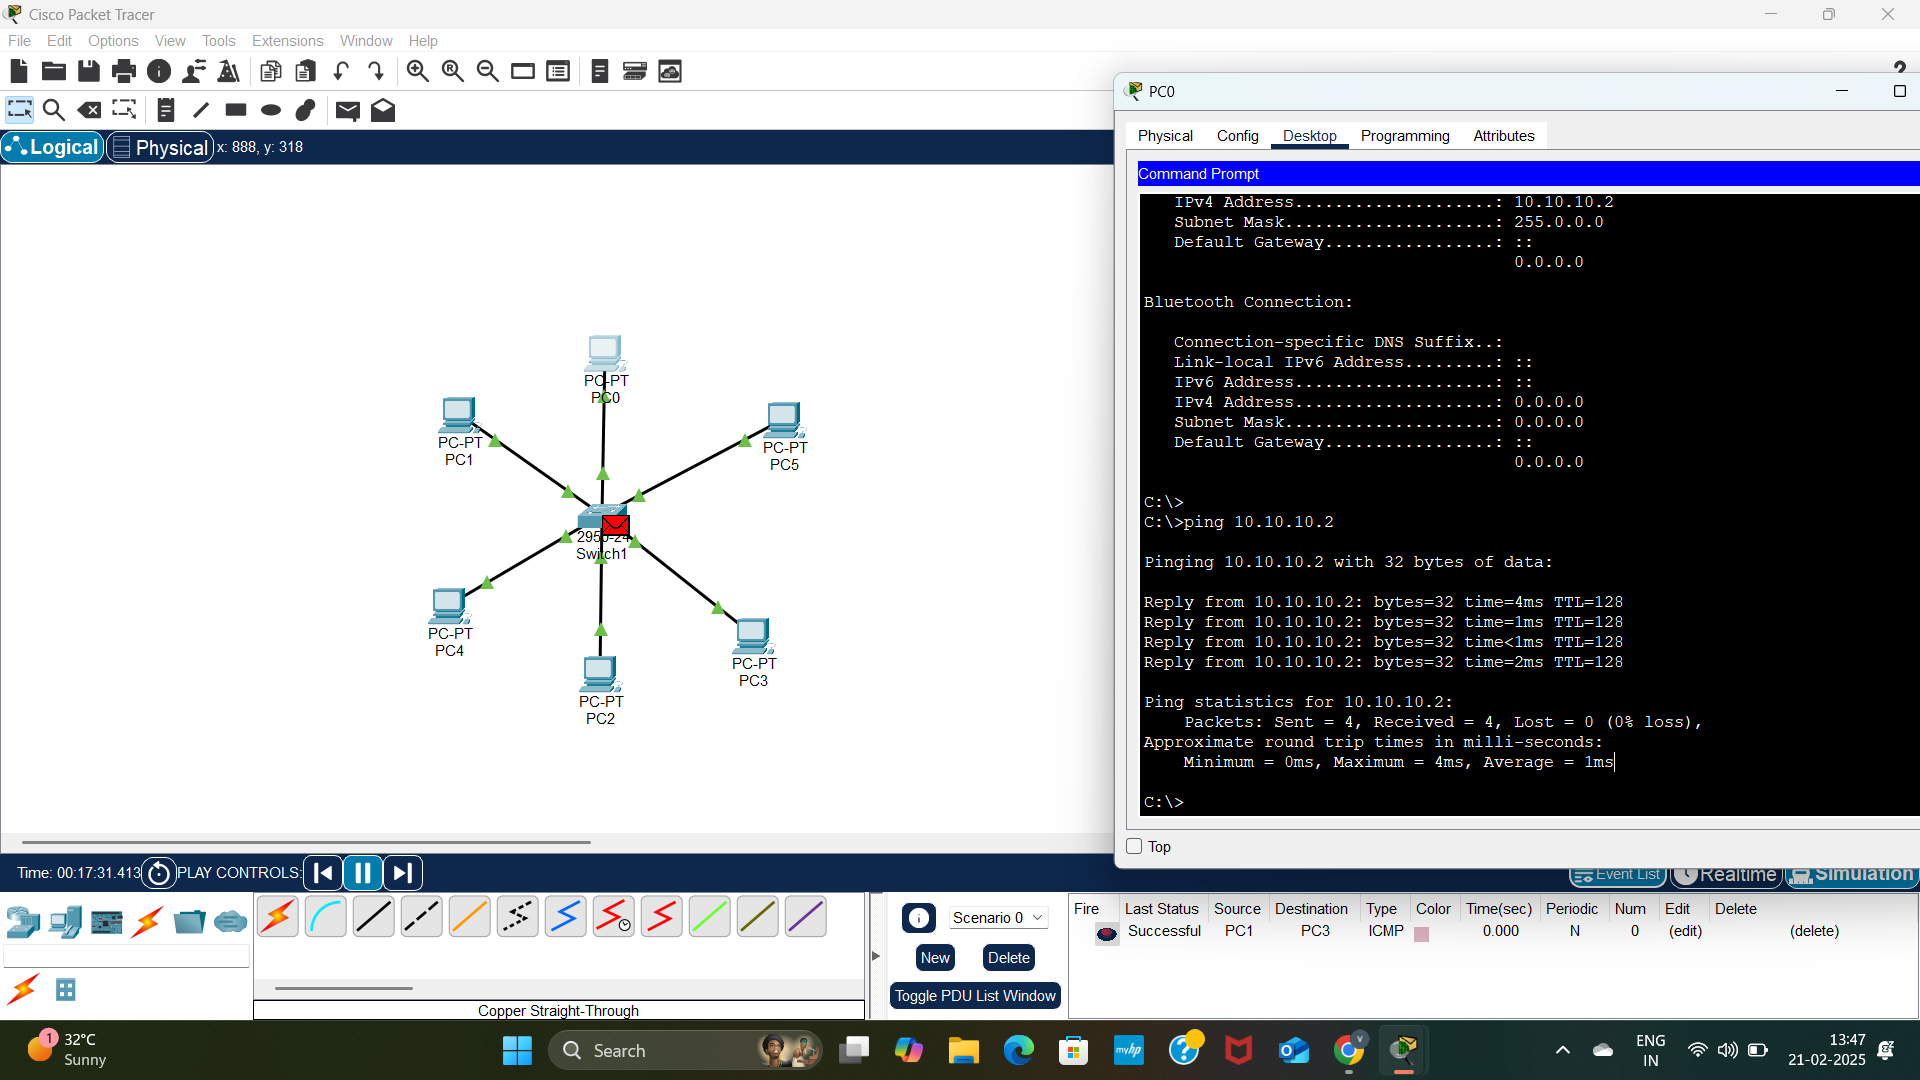 Cisco Packet Tracer
File Edit Options View Tools Extensions Window Help
Logical Physical x: 888, y: 318
PC-PT
PC0
PC-PT
PC1
PC-PT
PC5
2950-24
Switch1
PC-PT
PC4
PC-PT
PC3
PC-PT
PC2
PC0
Physical Config Desktop Programming Attributes
Command Prompt
IPv4 Address.....................: 10.10.10.2
Subnet Mask......................: 255.0.0.0
Default Gateway..................: ::
0.0.0.0
Bluetooth Connection:
Connection-specific DNS Suffix..:
Link-local IPv6 Address.........: ::
IPv6 Address.....................: ::
IPv4 Address.....................: 0.0.0.0
Subnet Mask......................: 0.0.0.0
Default Gateway..................: ::
0.0.0.0
C:\>
C:\>ping 10.10.10.2
Pinging 10.10.10.2 with 32 bytes of data:
Reply from 10.10.10.2: bytes=32 time=4ms TTL=128
Reply from 10.10.10.2: bytes=32 time=1ms TTL=128
Reply from 10.10.10.2: bytes=32 time<1ms TTL=128
Reply from 10.10.10.2: bytes=32 time=2ms TTL=128
Ping statistics for 10.10.10.2:
Packets: Sent = 4, Received = 4, Lost = 0 (0% loss),
Approximate round trip times in milli-seconds:
Minimum = 0ms, Maximum = 4ms, Average = 1ms
C:\>
Top
Time: 00:17:31.413 PLAY CONTROLS:
Event List Realtime Simulation
Scenario 0
New Delete
Toggle PDU List Window
Copper Straight-Through
Fire Last Status Source Destination Type Color Time(sec) Periodic Num Edit Delete
Successful PC1 PC3 ICMP 0.000 N 0 (edit) (delete)
1
32°C
Sunny
Search
myhp
V
ENG
IN
13:47
21-02-2025